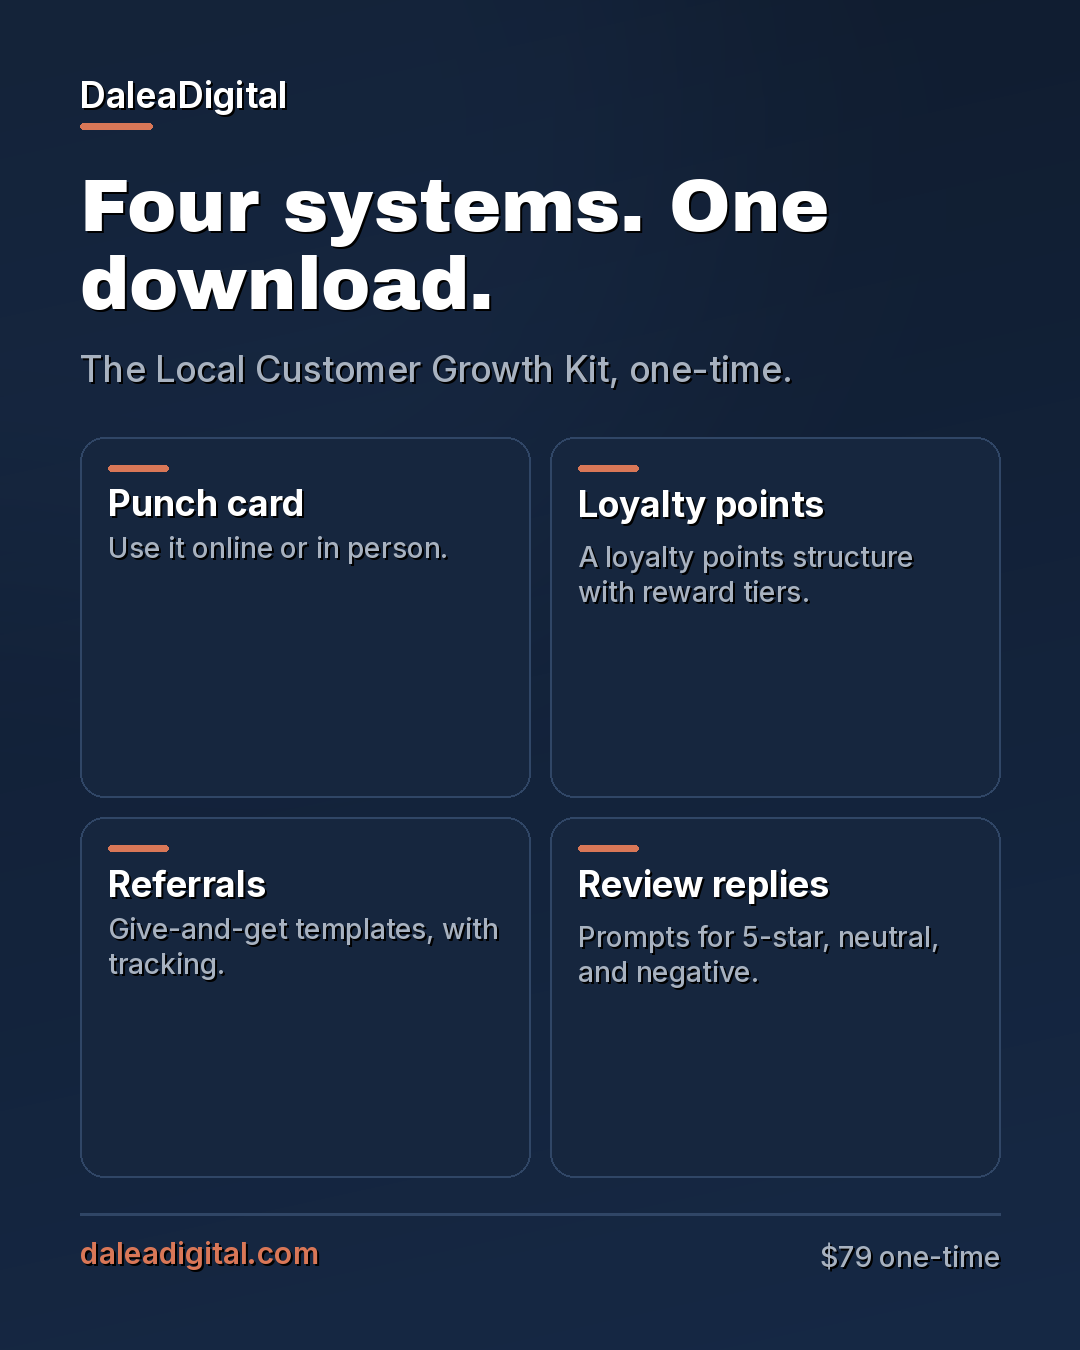 DaleaDigital
Four systems. One
download.
The Local Customer Growth Kit, one-time.
Punch card
Use it online or in person.
Loyalty points
A loyalty points structure
with reward tiers.
Referrals
Give-and-get templates, with
tracking.
Review replies
Prompts for 5-star, neutral,
and negative.
daleadigital.com
$79 one-time